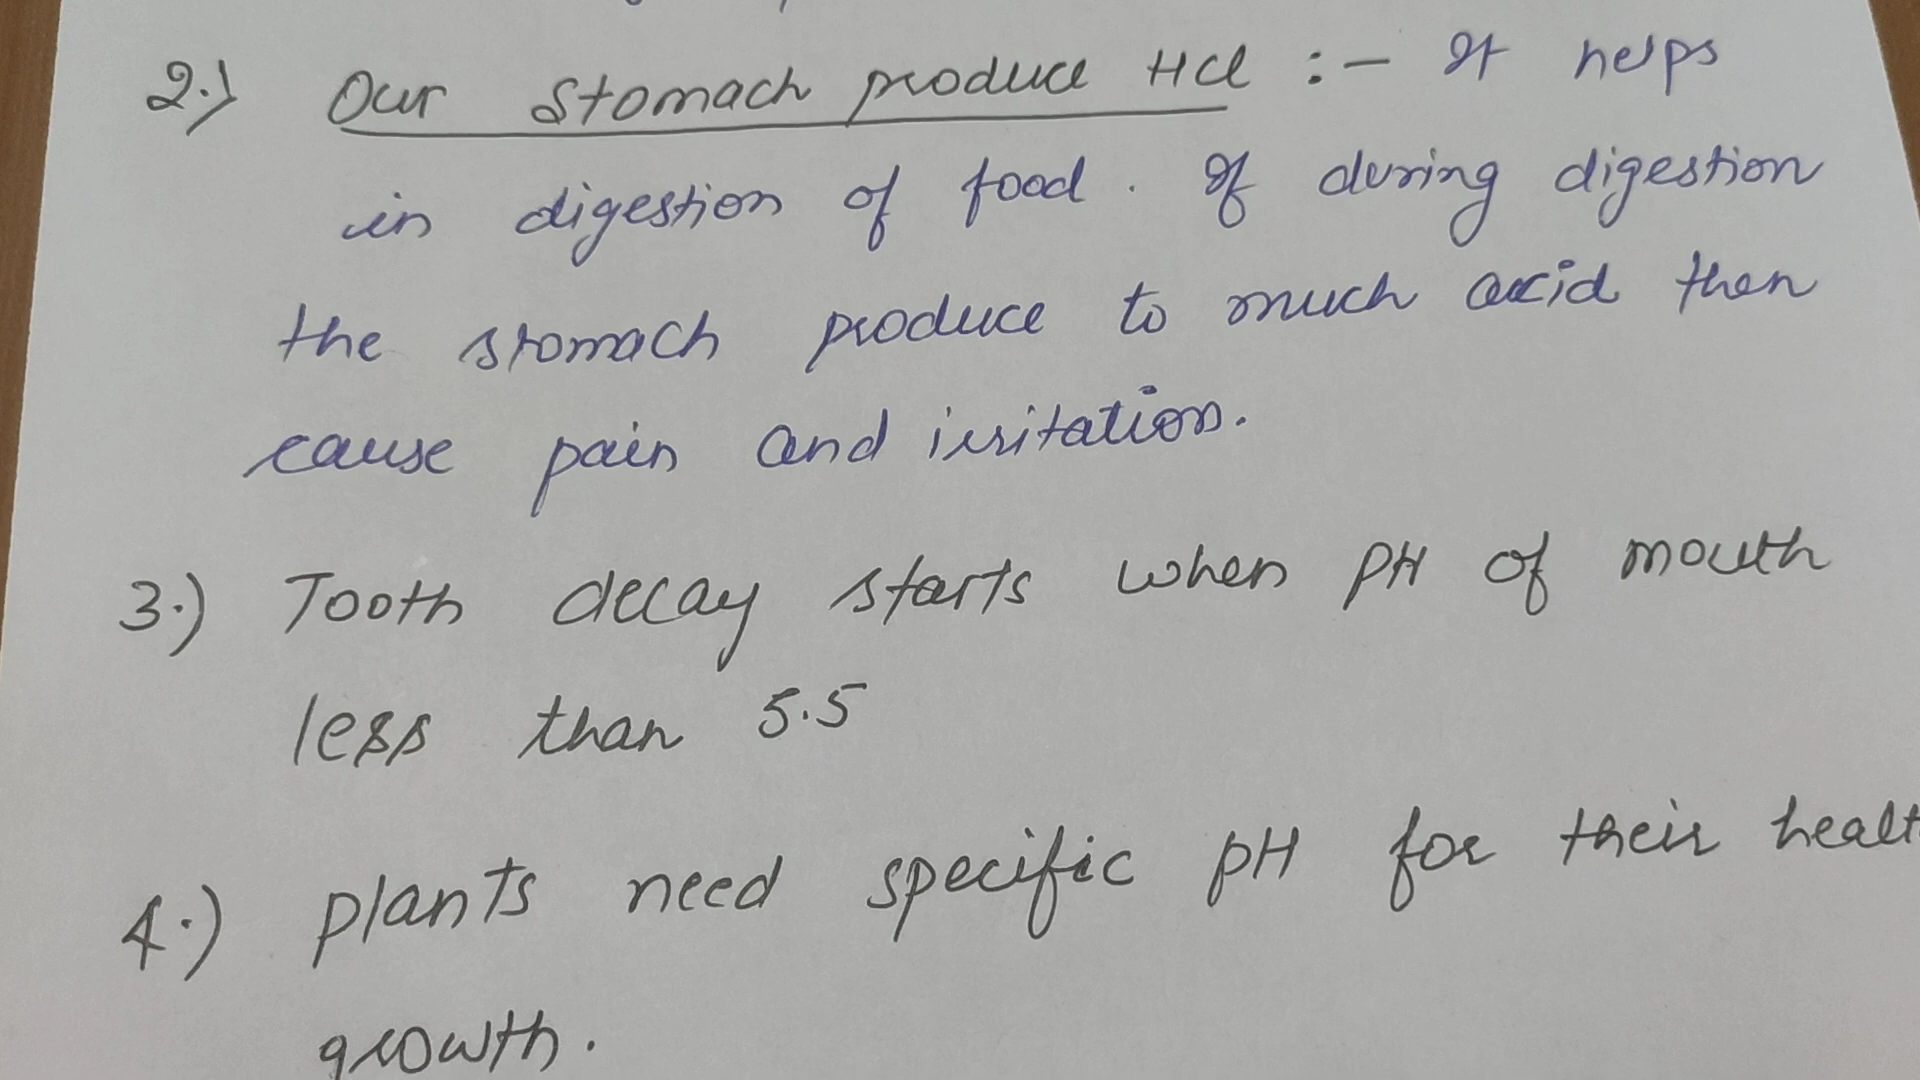 2.) Our Stomach produce HCl :- It helps
in digestion of food. If during digestion
the stomach produce to much acid then
cause pain and irritation.
3.) Tooth decay starts when PH of mouth
less than 5.5
4.) plants need specific pH for their healt
growth.